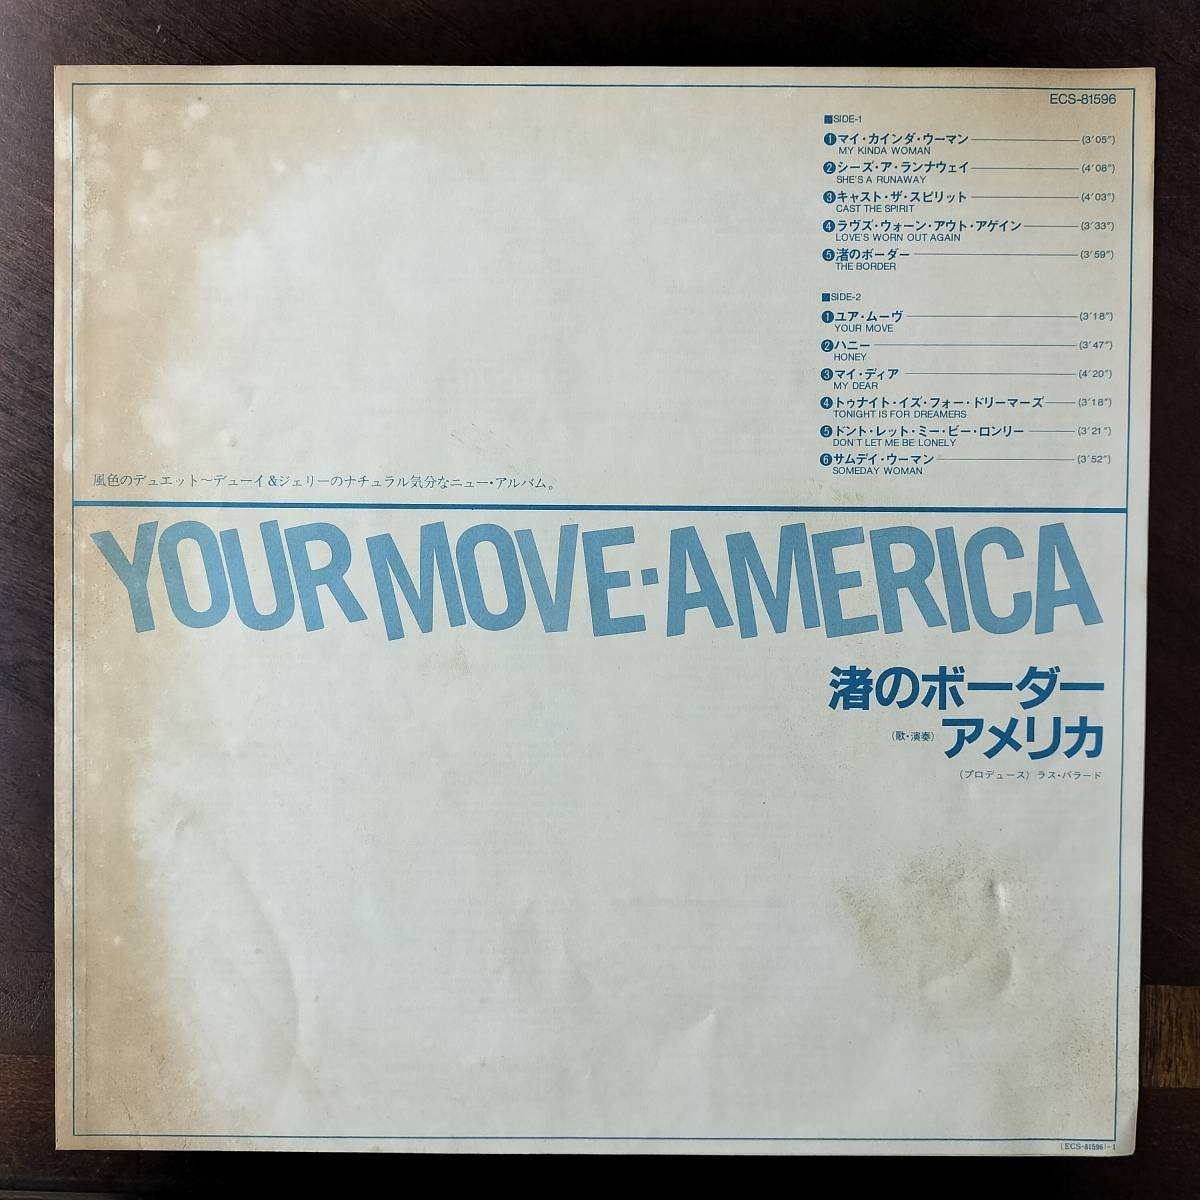 ECS-81596
■SIDE-1
❶マイ・カインダ・ウーマン (3′05″)
MY KINDA WOMAN
❷シーズ・ア・ランナウェイ (4′08″)
SHE'S A RUNAWAY
❸キャスト・ザ・スピリット (4′03″)
CAST THE SPIRIT
❹ラヴズ・ウォーン・アウト・アゲイン (3′33″)
LOVE'S WORN OUT AGAIN
❺渚のボーダー (3′59″)
THE BORDER
■SIDE-2
❶ユア・ムーヴ (3′18″)
YOUR MOVE
❷ハニー (3′47″)
HONEY
❸マイ・ディア (4′20″)
MY DEAR
❹トゥナイト・イズ・フォー・ドリーマーズ (3′18″)
TONIGHT IS FOR DREAMERS
❺ドント・レット・ミー・ビー・ロンリー (3′21″)
DON'T LET ME BE LONELY
❻サムデイ・ウーマン (3′52″)
SOMEDAY WOMAN
風色のデュエット〜デューイ&ジェリーのナチュラル気分なニュー・アルバム。
YOUR MOVE·AMERICA
渚のボーダー
(歌・演奏) アメリカ
(プロデュース) ラス・バラード
(ECS-81596)-1